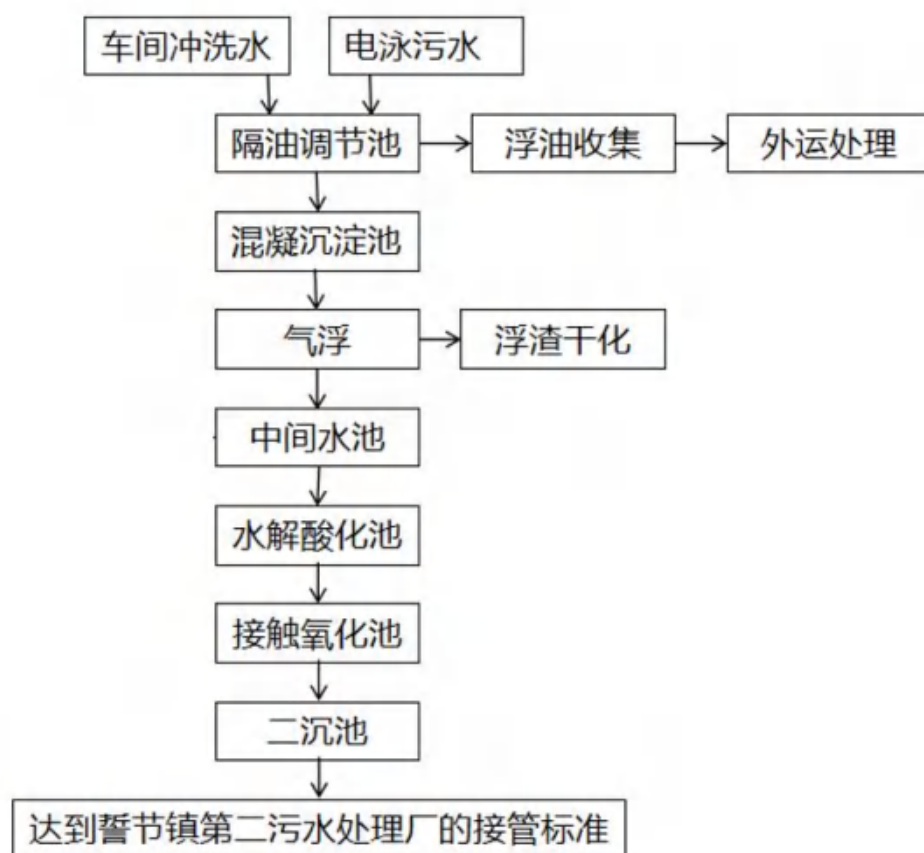 车间冲洗水
电泳污水
隔油调节池
浮油收集
外运处理
混凝沉淀池
气浮
浮渣干化
中间水池
水解酸化池
接触氧化池
二沉池
达到誓节镇第二污水处理厂的接管标准